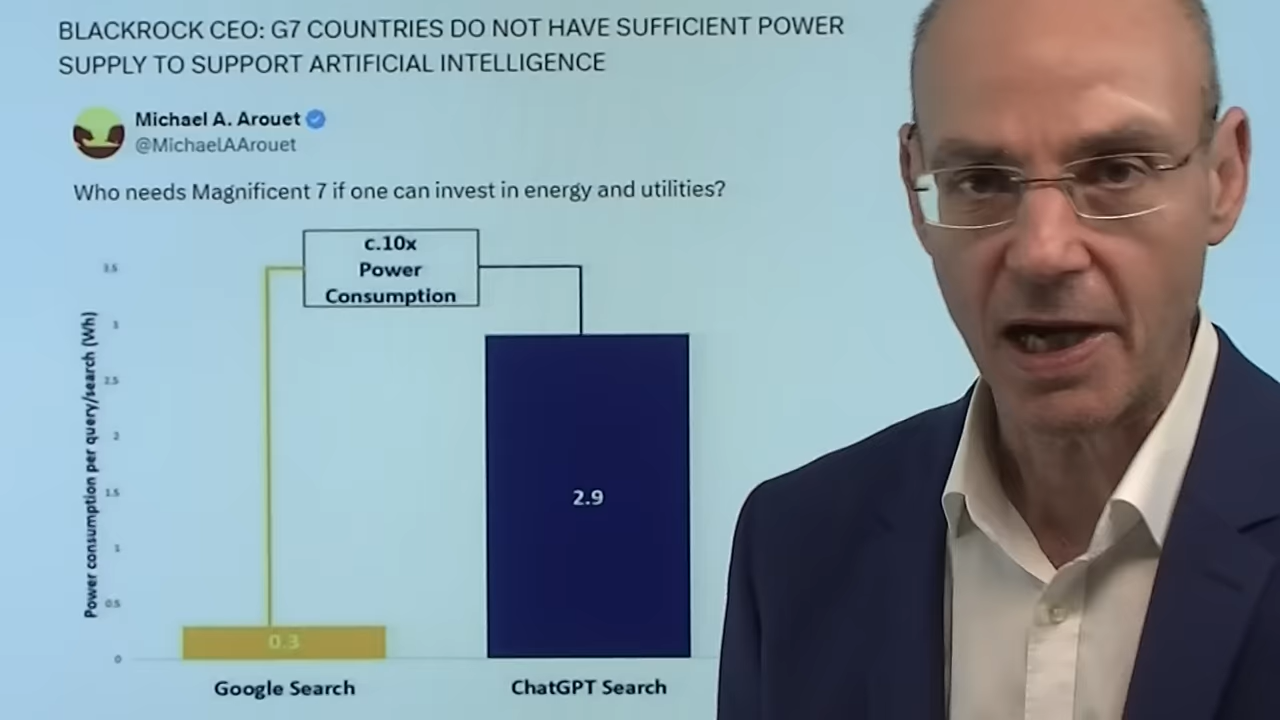 BLACKROCK CEO: G7 COUNTRIES DO NOT HAVE SUFFICIENT POWER
SUPPLY TO SUPPORT ARTIFICIAL INTELLIGENCE
Michael A. Arouet
@MichaelAArouet
Who needs Magnificent 7 if one can invest in energy and utilities?
c.10x
Power
Consumption
Power consumption per query/search (Wh)
3.5
3
2.5
2
1.5
1
0.5
0
0.3
2.9
Google Search
ChatGPT Search